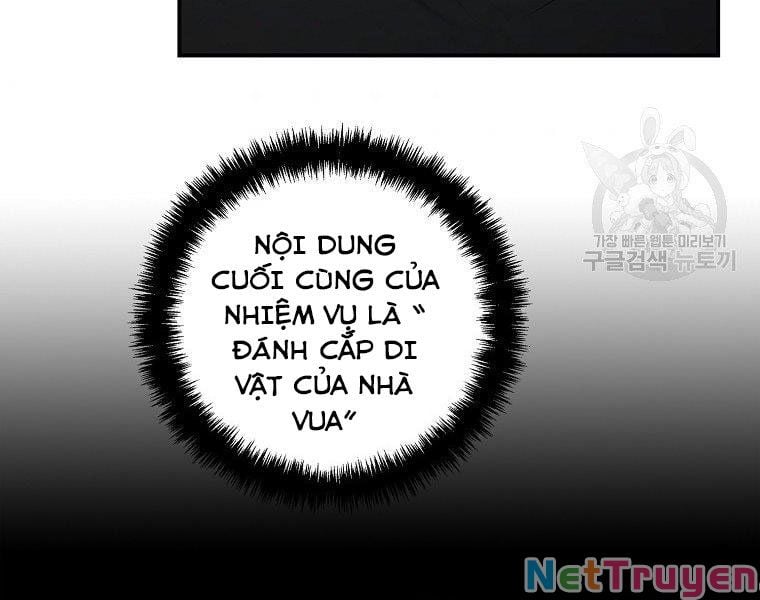 가장 빠른 웹툰 미리보기
구글검색 뉴토끼
NỘI DUNG
CUỐI CÙNG CỦA
NHIỆM VỤ LÀ “
ĐÁNH CẮP DI
VẬT CỦA NHÀ
VUA”
NetTruyen